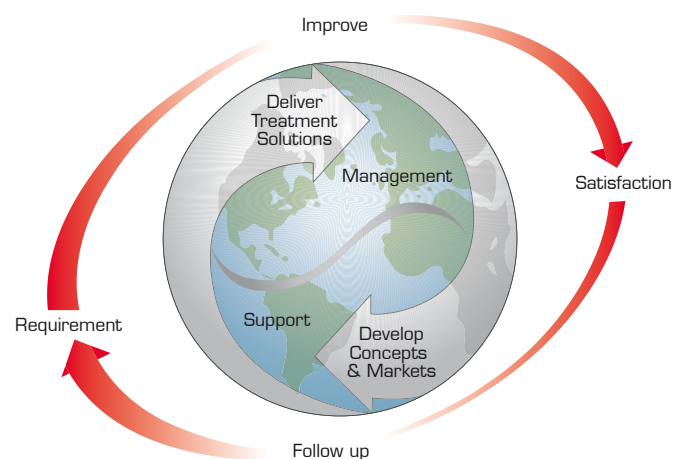 Improve
Deliver
Treatment
Solutions
Management
Satisfaction
Support
Requirement
Develop
Concepts
& Markets
Follow up